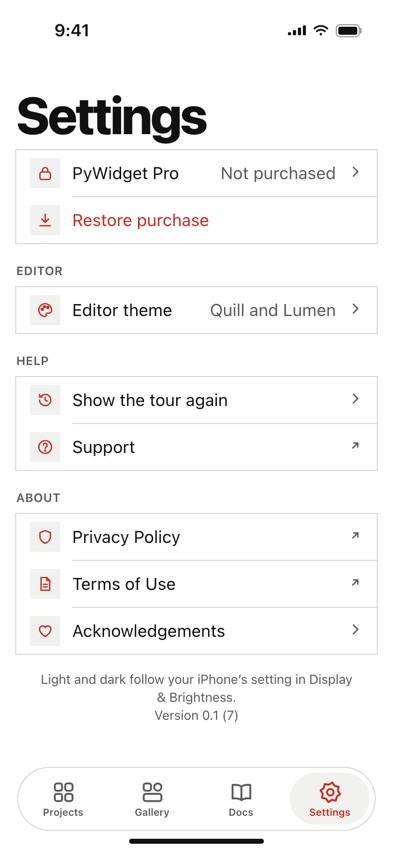 9:41
Settings
PyWidget Pro Not purchased
Restore purchase
EDITOR
Editor theme Quill and Lumen
HELP
Show the tour again
Support
ABOUT
Privacy Policy
Terms of Use
Acknowledgements
Light and dark follow your iPhone’s setting in Display
& Brightness.
Version 0.1 (7)
Projects Gallery Docs Settings